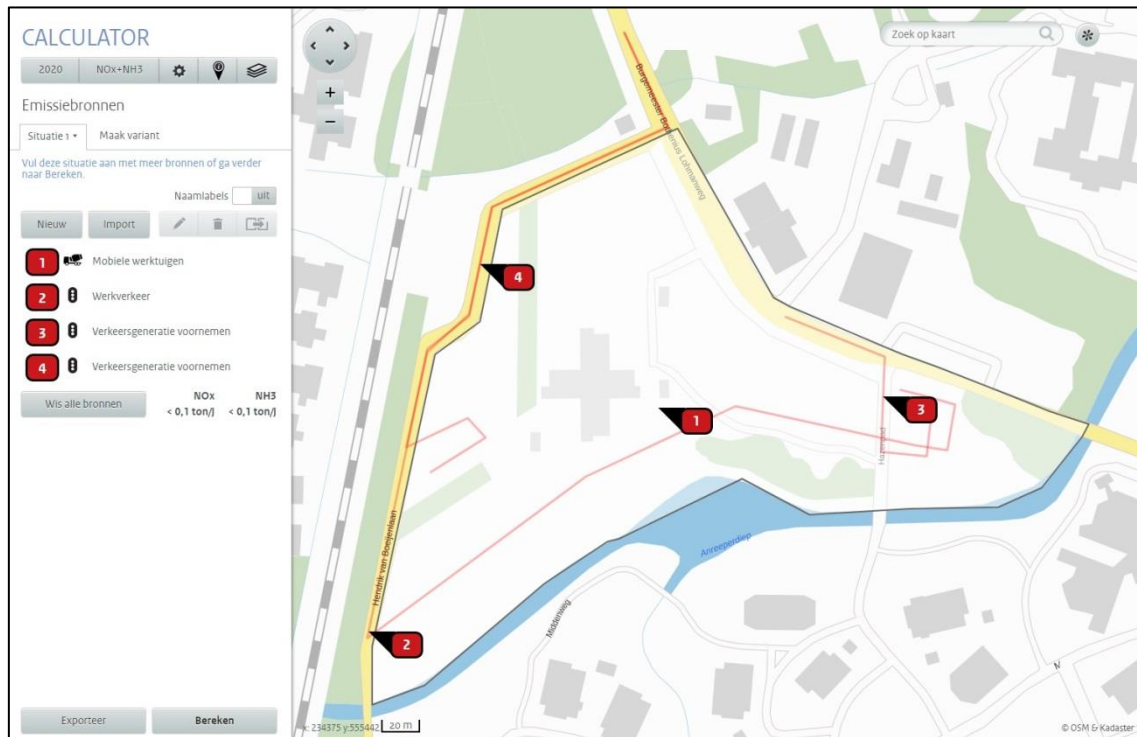 CALCULATOR
2020 NOx+NH3
Emissiebronnen
Situatie 1 Maak variant
Vul deze situatie aan met meer bronnen of ga verder
naar Bereken.
Naamlabels uit
Nieuw Import
1 Mobiele werktuigen
2 Werkverkeer
3 Verkeersgeneratie voornemen
4 Verkeersgeneratie voornemen
Wis alle bronnen
NOx NH3
< 0,1 ton/j < 0,1 ton/j
Exporteer Bereken
+
−
Zoek op kaart
Lohmanweg
4
1
3
Hazenpad
Hendrik van Boeijenlaan
Anreeperdiep
Middenweg
2
x: 234375 y:555442 20 m
© OSM & Kadaster